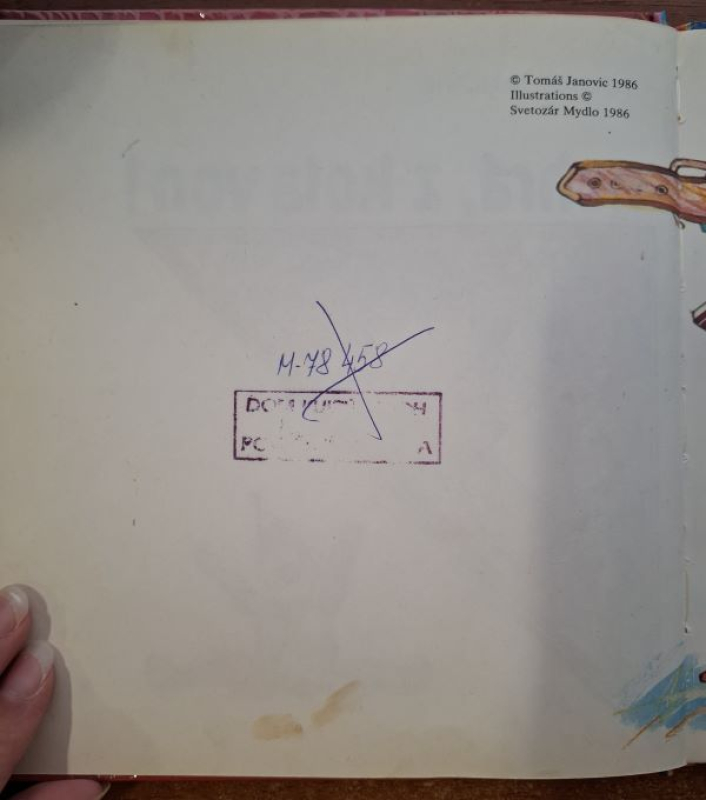 © Tomáš Janovic 1986
Illustrations ©
Svetozár Mydlo 1986
M-78 458